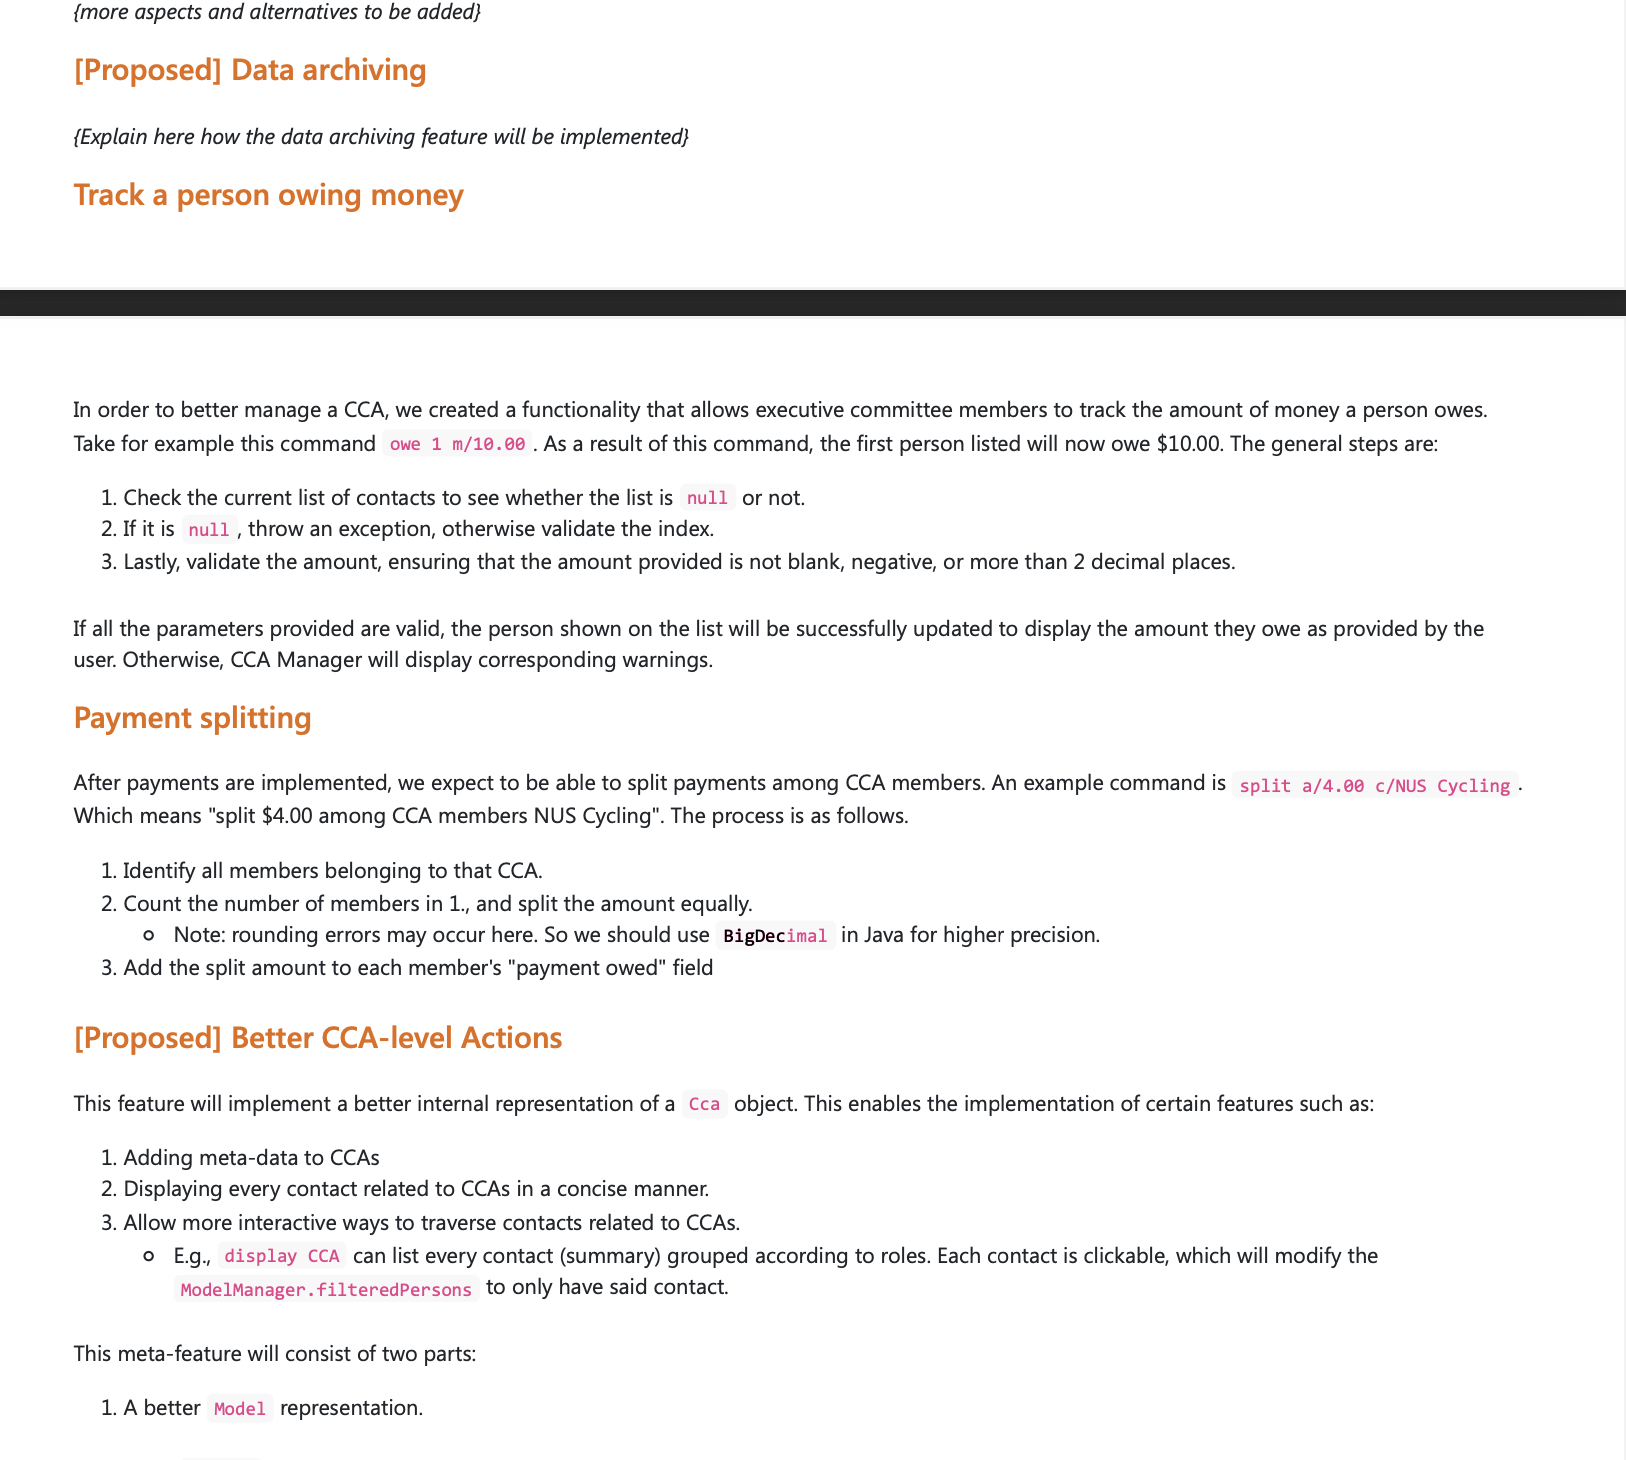 {more aspects and alternatives to be added}
[Proposed] Data archiving
{Explain here how the data archiving feature will be implemented}
Track a person owing money
In order to better manage a CCA, we created a functionality that allows executive committee members to track the amount of money a person owes.
Take for example this command owe 1 m/10.00 . As a result of this command, the first person listed will now owe $10.00. The general steps are:
1. Check the current list of contacts to see whether the list is null or not.
2. If it is null , throw an exception, otherwise validate the index.
3. Lastly, validate the amount, ensuring that the amount provided is not blank, negative, or more than 2 decimal places.
If all the parameters provided are valid, the person shown on the list will be successfully updated to display the amount they owe as provided by the
user. Otherwise, CCA Manager will display corresponding warnings.
Payment splitting
After payments are implemented, we expect to be able to split payments among CCA members. An example command is split a/4.00 c/NUS Cycling .
Which means "split $4.00 among CCA members NUS Cycling". The process is as follows.
1. Identify all members belonging to that CCA.
2. Count the number of members in 1., and split the amount equally.
o Note: rounding errors may occur here. So we should use BigDecimal in Java for higher precision.
3. Add the split amount to each member's "payment owed" field
[Proposed] Better CCA-level Actions
This feature will implement a better internal representation of a Cca object. This enables the implementation of certain features such as:
1. Adding meta-data to CCAs
2. Displaying every contact related to CCAs in a concise manner.
3. Allow more interactive ways to traverse contacts related to CCAs.
o E.g., display CCA can list every contact (summary) grouped according to roles. Each contact is clickable, which will modify the
ModelManager.filteredPersons to only have said contact.
This meta-feature will consist of two parts:
1. A better Model representation.